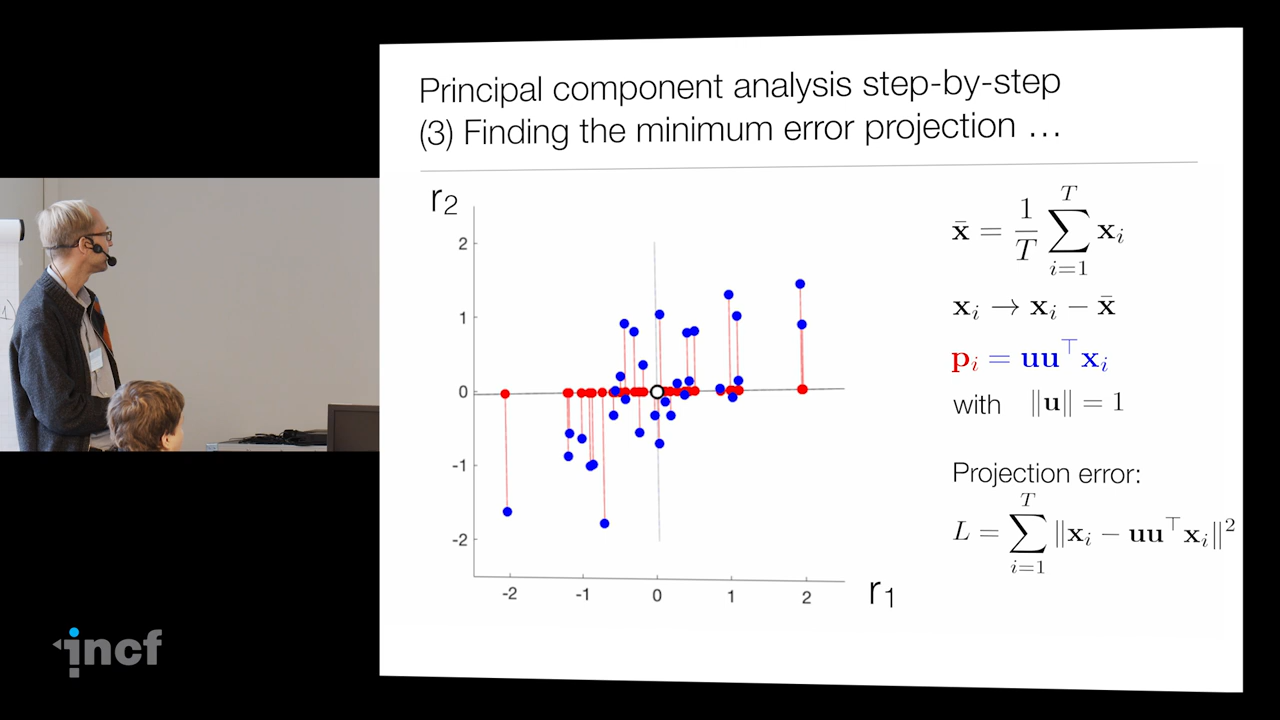 Principal component analysis step-by-step
(3) Finding the minimum error projection …
r2
2
1
0
-1
-2
-2 -1 0 1 2
r1
x̄ = 1/T ∑_{i=1}^{T} x_i
x_i → x_i − x̄
p_i = uu^⊤x_i
with ‖u‖ = 1
Projection error:
L = ∑_{i=1}^{T} ‖x_i − uu^⊤x_i‖²
incf